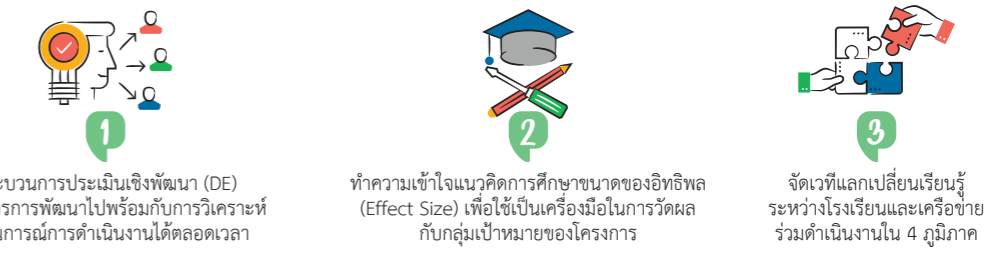 1
บวนการประเมินเชิงพัฒนา (DE)
การพัฒนาไปพร้อมกับการวิเคราะห์
การณ์การดำเนินงานได้ตลอดเวลา
2
ทำความเข้าใจแนวคิดการศึกษาขนาดของอิทธิพล
(Effect Size) เพื่อใช้เป็นเครื่องมือในการวัดผล
กับกลุ่มเป้าหมายของโครงการ
3
จัดเวทีแลกเปลี่ยนเรียนรู้
ระหว่างโรงเรียนและเครือข่าย
ร่วมดำเนินงานใน 4 ภูมิภาค